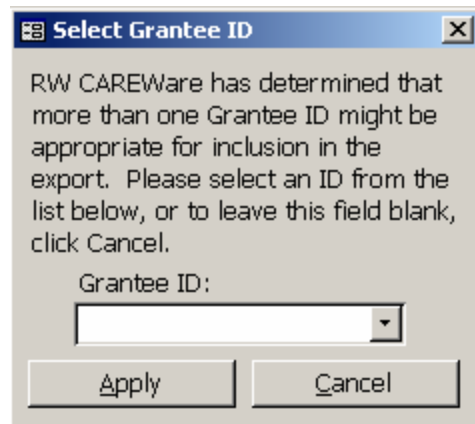 Select Grantee ID
RW CAREWare has determined that
more than one Grantee ID might be
appropriate for inclusion in the
export.  Please select an ID from the
list below, or to leave this field blank,
click Cancel.
Grantee ID:
Apply
Cancel